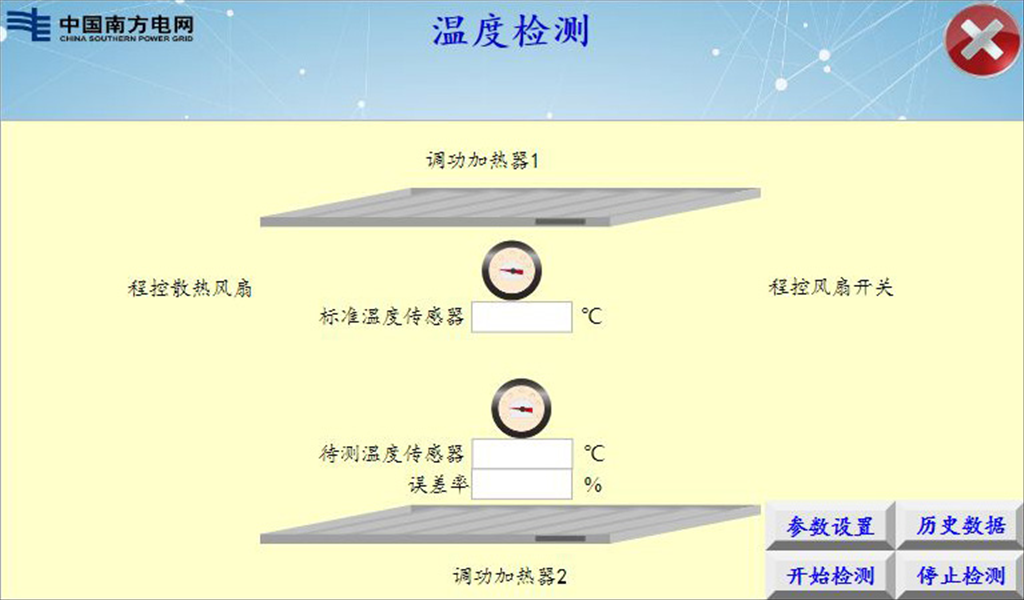 中国南方电网
CHINA SOUTHERN POWER GRID
温度检测
调功加热器1
程控散热风扇
程控风扇开关
标准温度传感器 ℃
待测温度传感器 ℃
误差率 %
参数设置 历史数据
开始检测 停止检测
调功加热器2